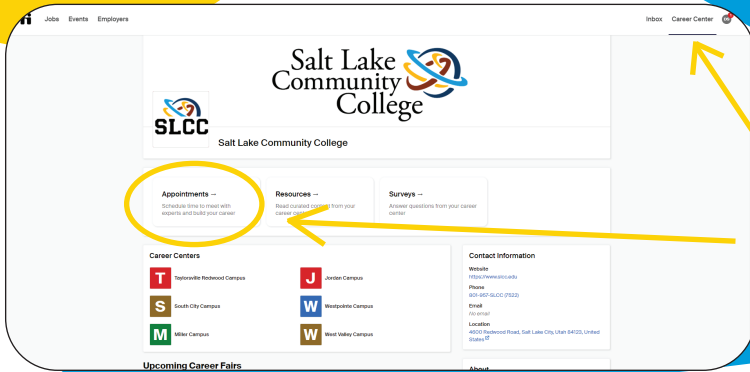 Jobs Events Employers
Inbox Career Center
Salt Lake
Community
College
SLCC
Salt Lake Community College
Appointments →
Schedule time to meet with
experts and build your career
Resources →
Read curated content from your
career center
Surveys →
Answer questions from your career
center
Career Centers
T Taylorsville Redwood Campus
J Jordan Campus
S South City Campus
W Westpointe Campus
M Miller Campus
W West Valley Campus
Contact Information
Website
https://www.slcc.edu
Phone
801-957-SLCC (7522)
Email
No email
Location
4600 Redwood Road, Salt Lake City, Utah 84123, United
States
Upcoming Career Fairs
About